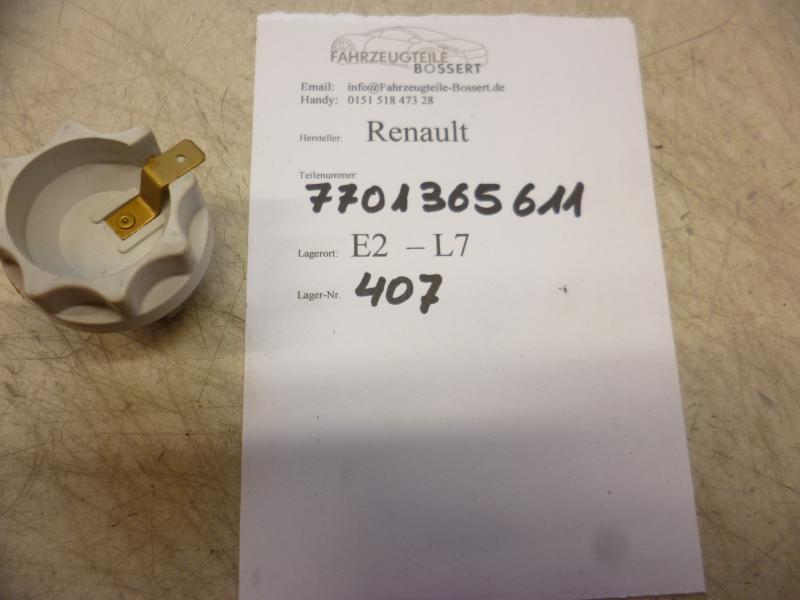 FAHRZEUGTEILE
BOSSERT
Email: info@Fahrzeugteile-Bossert.de
Handy: 0151 518 473 28
Hersteller: Renault
Teilenummer:
7701365611
Lagerort: E2 – L7
Lager-Nr. 407